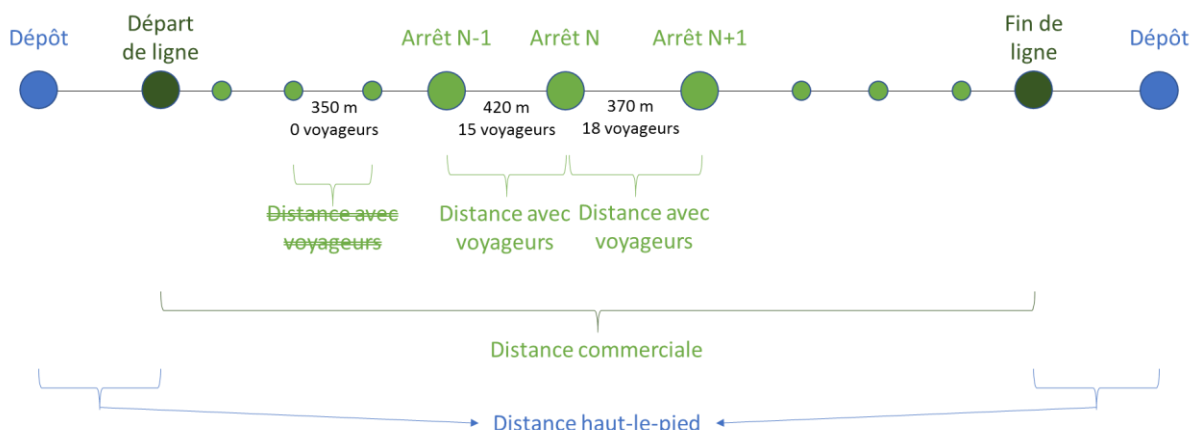 Dépôt
Départ
de ligne
Arrêt N-1
Arrêt N
Arrêt N+1
Fin de
ligne
Dépôt
350 m
0 voyageurs
420 m
15 voyageurs
370 m
18 voyageurs
Distance avec
voyageurs
Distance avec
voyageurs
Distance avec
voyageurs
Distance commerciale
Distance haut-le-pied